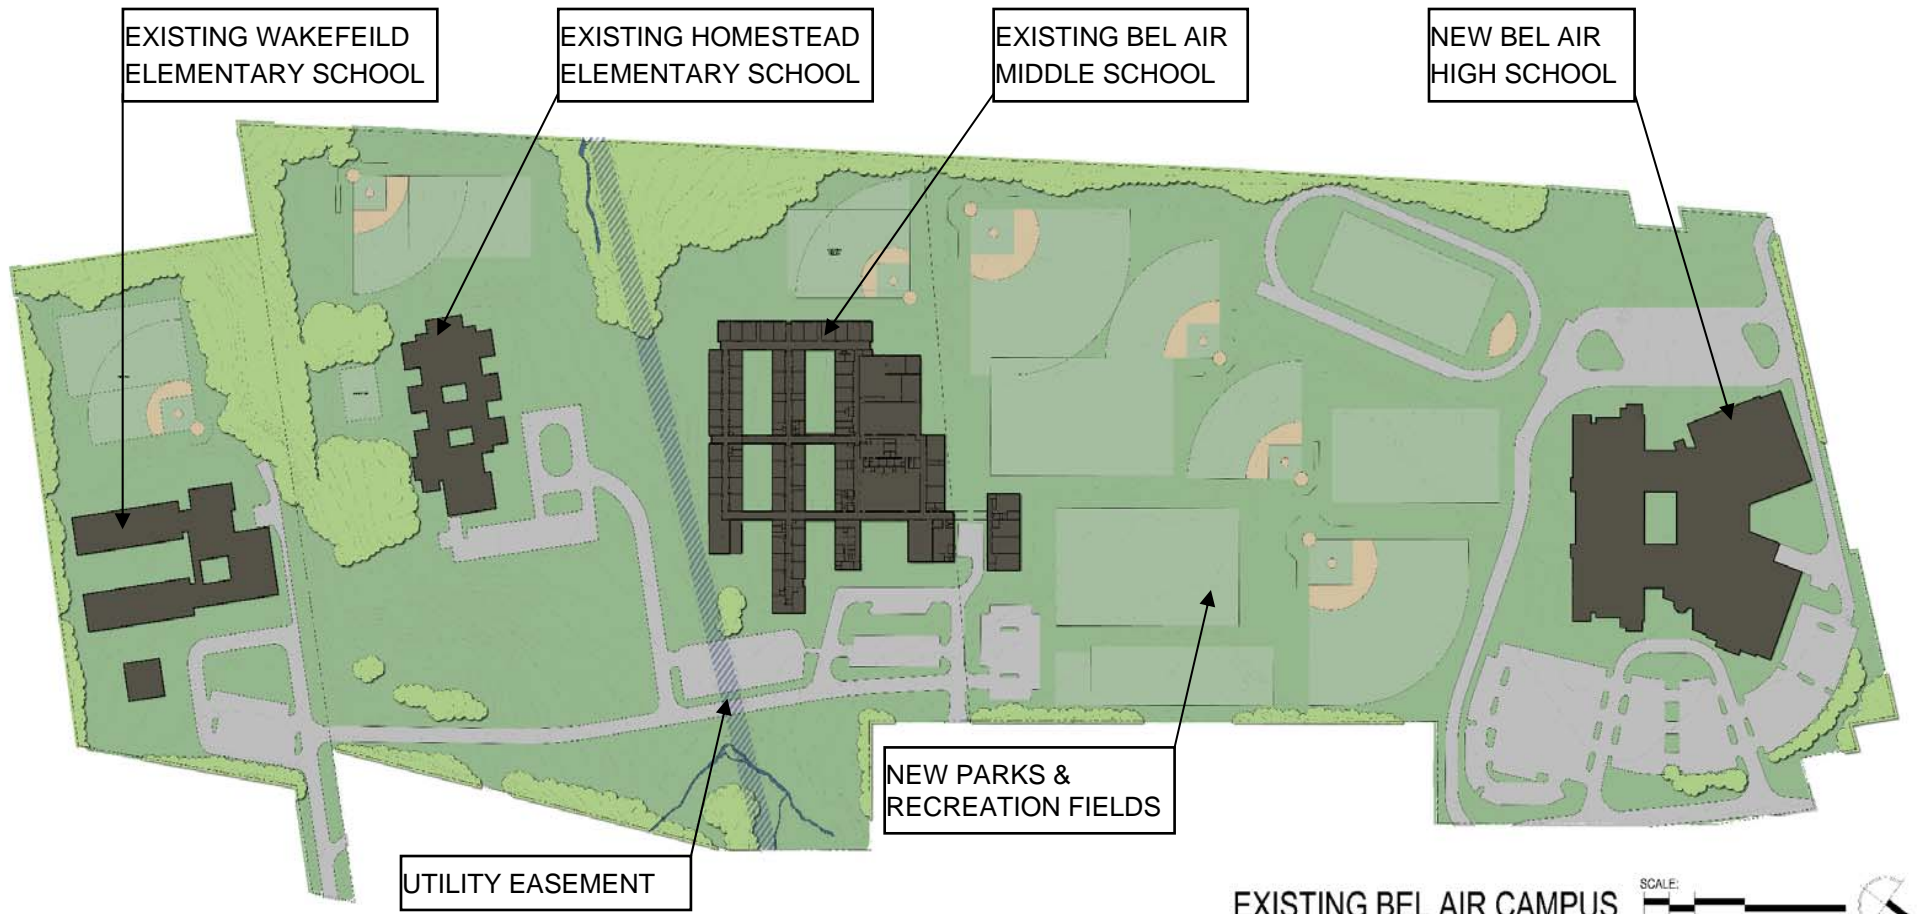 EXISTING WAKEFEILD
ELEMENTARY SCHOOL
EXISTING HOMESTEAD
ELEMENTARY SCHOOL
EXISTING BEL AIR
MIDDLE SCHOOL
NEW BEL AIR
HIGH SCHOOL
NEW PARKS &
RECREATION FIELDS
UTILITY EASEMENT
EXISTING BEL AIR CAMPUS
SCALE: